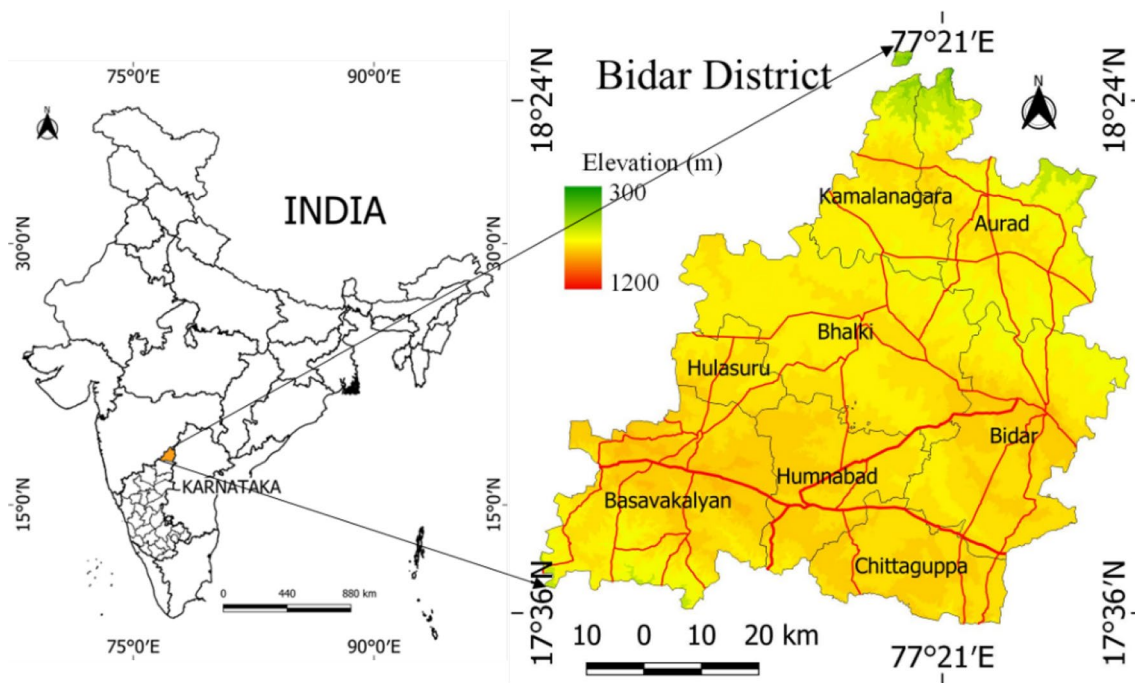 75°0′E
90°0′E
N
INDIA
30°0′N
30°0′N
KARNATAKA
15°0′N
15°0′N
0 440 880 km
75°0′E
90°0′E
77°21′E
Bidar District
18°24′N
18°24′N
N
Elevation (m)
300
1200
Kamalanagara
Aurad
Bhalki
Hulasuru
Bidar
Humnabad
Basavakalyan
Chittaguppa
17°36′N
17°36′N
10 0 10 20 km
77°21′E